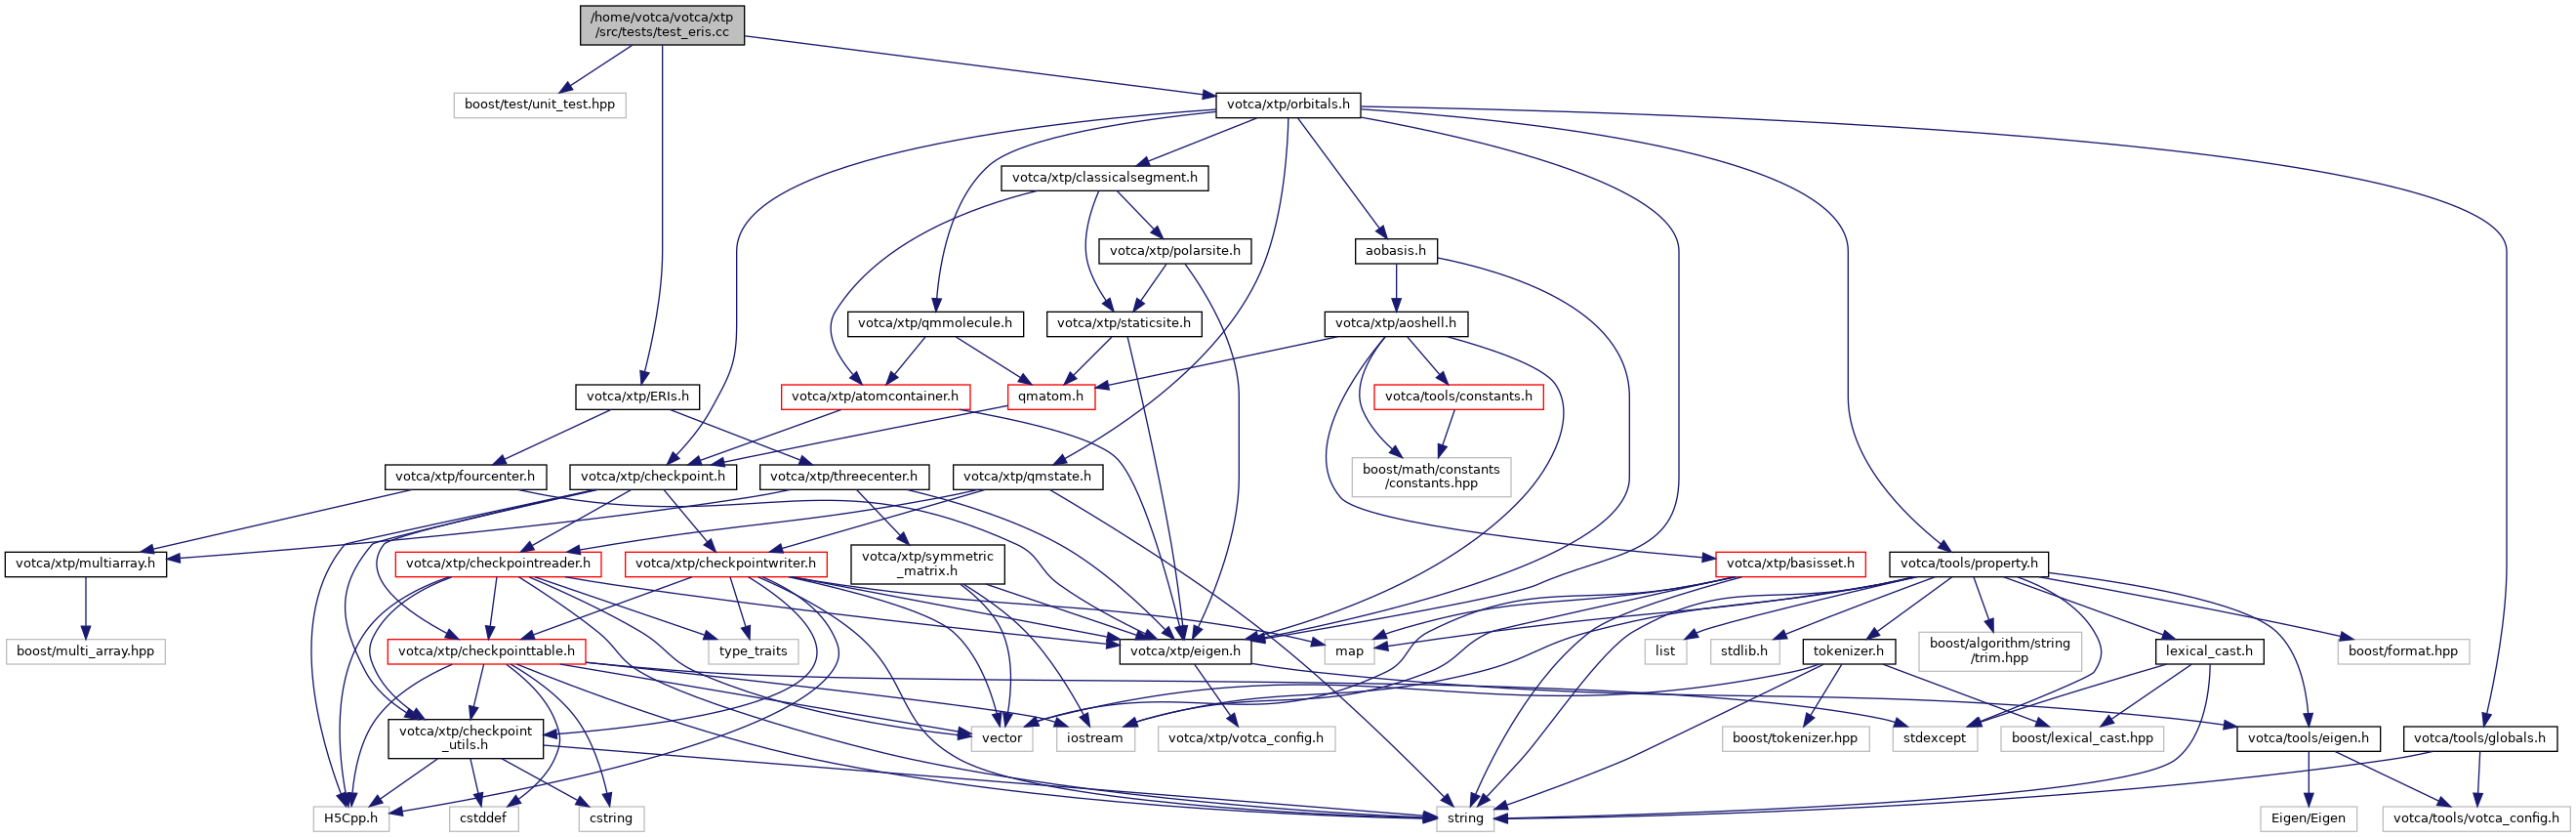 /home/votca/votca/xtp
/src/tests/test_eris.cc
boost/test/unit_test.hpp
votca/xtp/orbitals.h
votca/xtp/classicalsegment.h
votca/xtp/polarsite.h
aobasis.h
votca/xtp/qmmolecule.h
votca/xtp/staticsite.h
votca/xtp/aoshell.h
votca/xtp/ERIs.h
votca/xtp/atomcontainer.h
qmatom.h
votca/tools/constants.h
votca/xtp/fourcenter.h
votca/xtp/checkpoint.h
votca/xtp/threecenter.h
votca/xtp/qmstate.h
boost/math/constants
/constants.hpp
votca/xtp/multiarray.h
votca/xtp/checkpointreader.h
votca/xtp/checkpointwriter.h
votca/xtp/symmetric
_matrix.h
votca/xtp/basisset.h
votca/tools/property.h
boost/multi_array.hpp
votca/xtp/checkpointtable.h
type_traits
votca/xtp/eigen.h
map
list
stdlib.h
tokenizer.h
boost/algorithm/string
/trim.hpp
lexical_cast.h
boost/format.hpp
votca/xtp/checkpoint
_utils.h
vector
iostream
votca/xtp/votca_config.h
boost/tokenizer.hpp
stdexcept
boost/lexical_cast.hpp
votca/tools/eigen.h
votca/tools/globals.h
H5Cpp.h
cstddef
cstring
string
Eigen/Eigen
votca/tools/votca_config.h